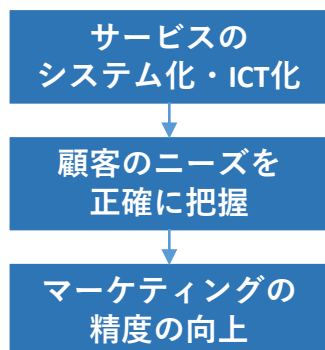 サービスの
システム化・ICT化
顧客のニーズを
正確に把握
マーケティングの
精度の向上